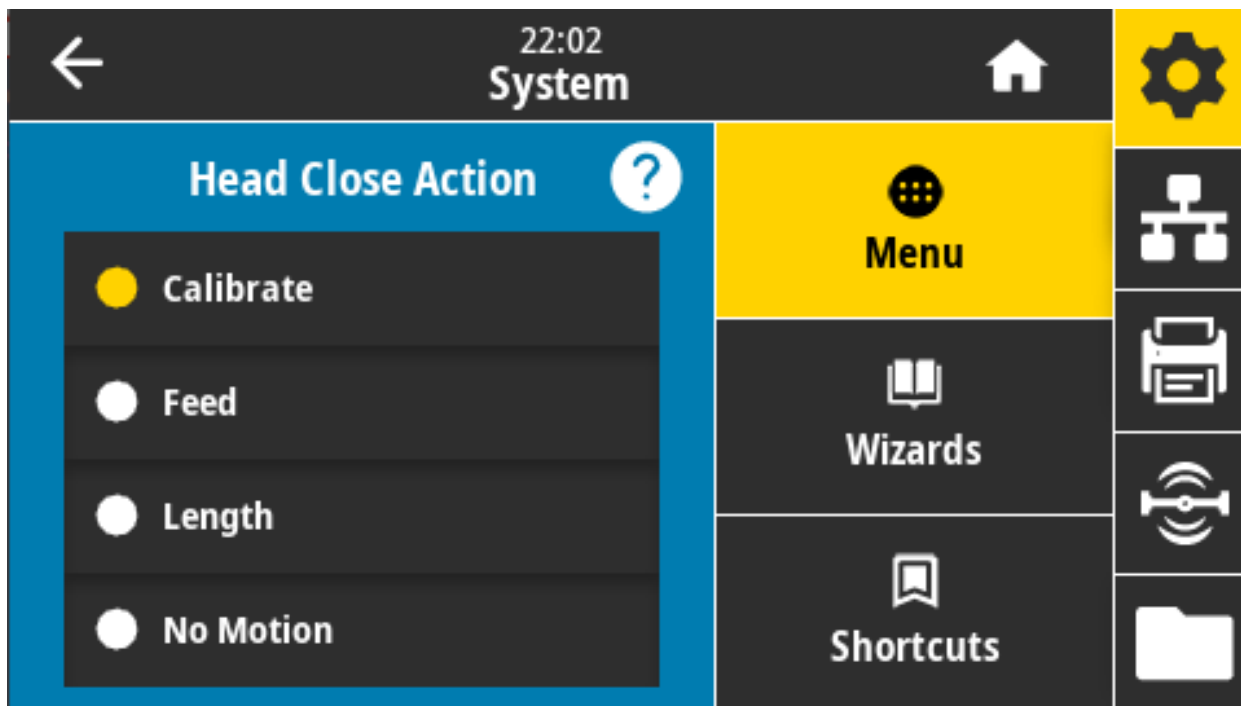 22:02
System
Head Close Action
?
Calibrate
Feed
Length
No Motion
Menu
Wizards
Shortcuts